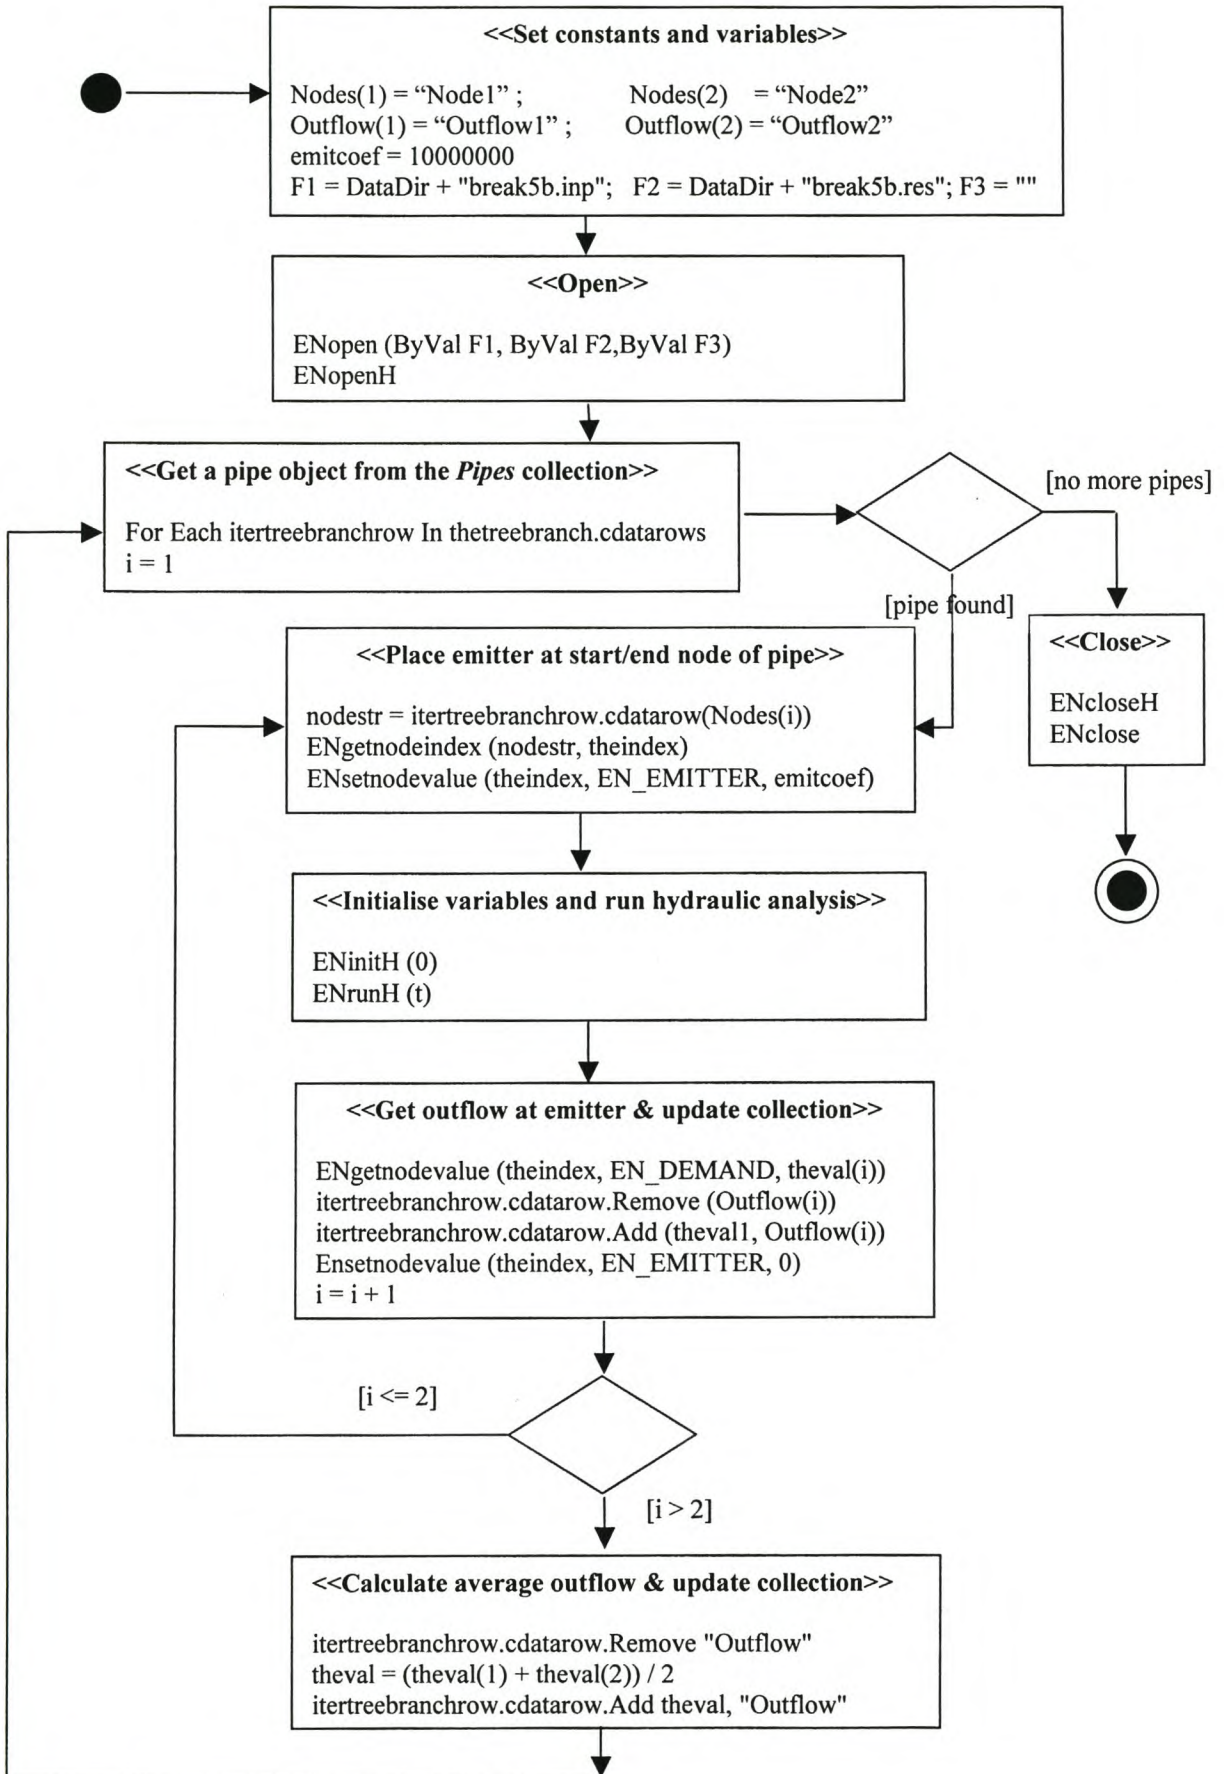 <<Set constants and variables>>
Nodes(1) = “Node1” ; Nodes(2) = “Node2”
Outflow(1) = “Outflow1” ; Outflow(2) = “Outflow2”
emitcoef = 10000000
F1 = DataDir + "break5b.inp"; F2 = DataDir + "break5b.res"; F3 = ""
<<Open>>
ENopen (ByVal F1, ByVal F2,ByVal F3)
ENopenH
<<Get a pipe object from the Pipes collection>>
For Each itertreebranchrow In thetreebranch.cdatarows
i = 1
[no more pipes]
[pipe found]
<<Close>>
ENcloseH
ENclose
<<Place emitter at start/end node of pipe>>
nodestr = itertreebranchrow.cdatarow(Nodes(i))
ENgetnodeindex (nodestr, theindex)
ENsetnodevalue (theindex, EN_EMITTER, emitcoef)
<<Initialise variables and run hydraulic analysis>>
ENinitH (0)
ENrunH (t)
<<Get outflow at emitter & update collection>>
ENgetnodevalue (theindex, EN_DEMAND, theval(i))
itertreebranchrow.cdatarow.Remove (Outflow(i))
itertreebranchrow.cdatarow.Add (theval1, Outflow(i))
Ensetnodevalue (theindex, EN_EMITTER, 0)
i = i + 1
[i <= 2]
[i > 2]
<<Calculate average outflow & update collection>>
itertreebranchrow.cdatarow.Remove "Outflow"
theval = (theval(1) + theval(2)) / 2
itertreebranchrow.cdatarow.Add theval, "Outflow"